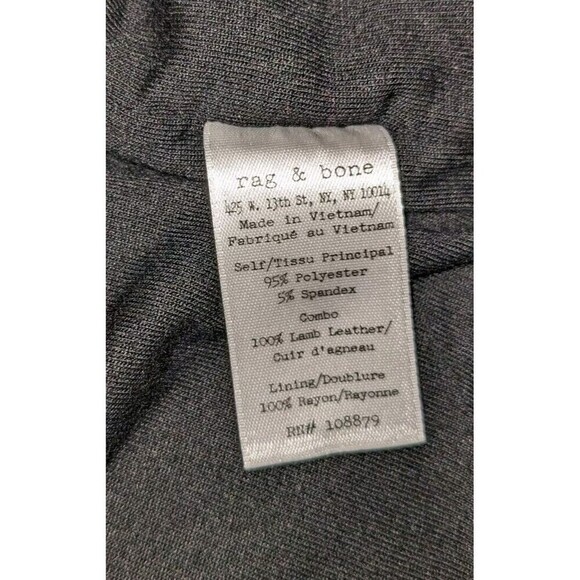 rag & bone
425 W. 13th St, NY, NY 10014
Made in Vietnam/
Fabriqué au Vietnam
Self/Tissu Principal
95% Polyester
5% Spandex
Combo
100% Lamb Leather/
Cuir d'agneau
Lining/Doublure
100% Rayon/Rayonne
RN# 108879